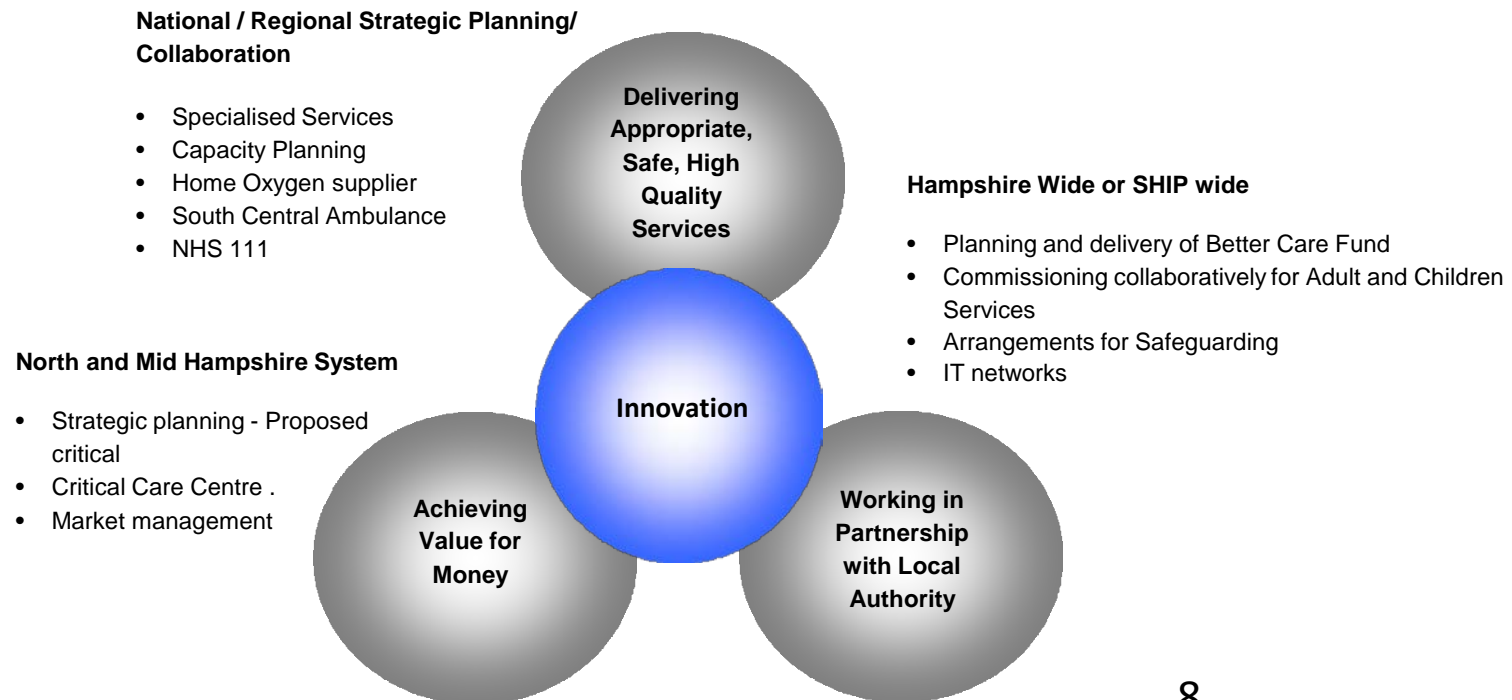 National / Regional Strategic Planning/
Collaboration
• Specialised Services
• Capacity Planning
• Home Oxygen supplier
• South Central Ambulance
• NHS 111
Delivering
Appropriate,
Safe, High
Quality
Services
Hampshire Wide or SHIP wide
• Planning and delivery of Better Care Fund
• Commissioning collaboratively for Adult and Children
Services
• Arrangements for Safeguarding
• IT networks
North and Mid Hampshire System
• Strategic planning - Proposed
critical
• Critical Care Centre .
• Market management
Innovation
Achieving
Value for
Money
Working in
Partnership
with Local
Authority
8